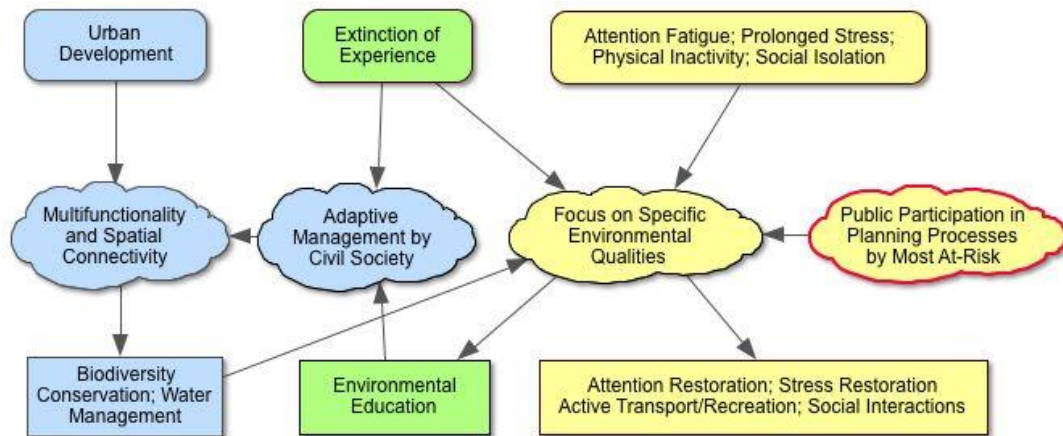 Urban
Development
Extinction of
Experience
Attention Fatigue; Prolonged Stress;
Physical Inactivity; Social Isolation
Multifunctionality
and Spatial
Connectivity
Adaptive
Management by
Civil Society
Focus on Specific
Environmental
Qualities
Public Participation in
Planning Processes
by Most At-Risk
Biodiversity
Conservation; Water
Management
Environmental
Education
Attention Restoration; Stress Restoration
Active Transport/Recreation; Social Interactions